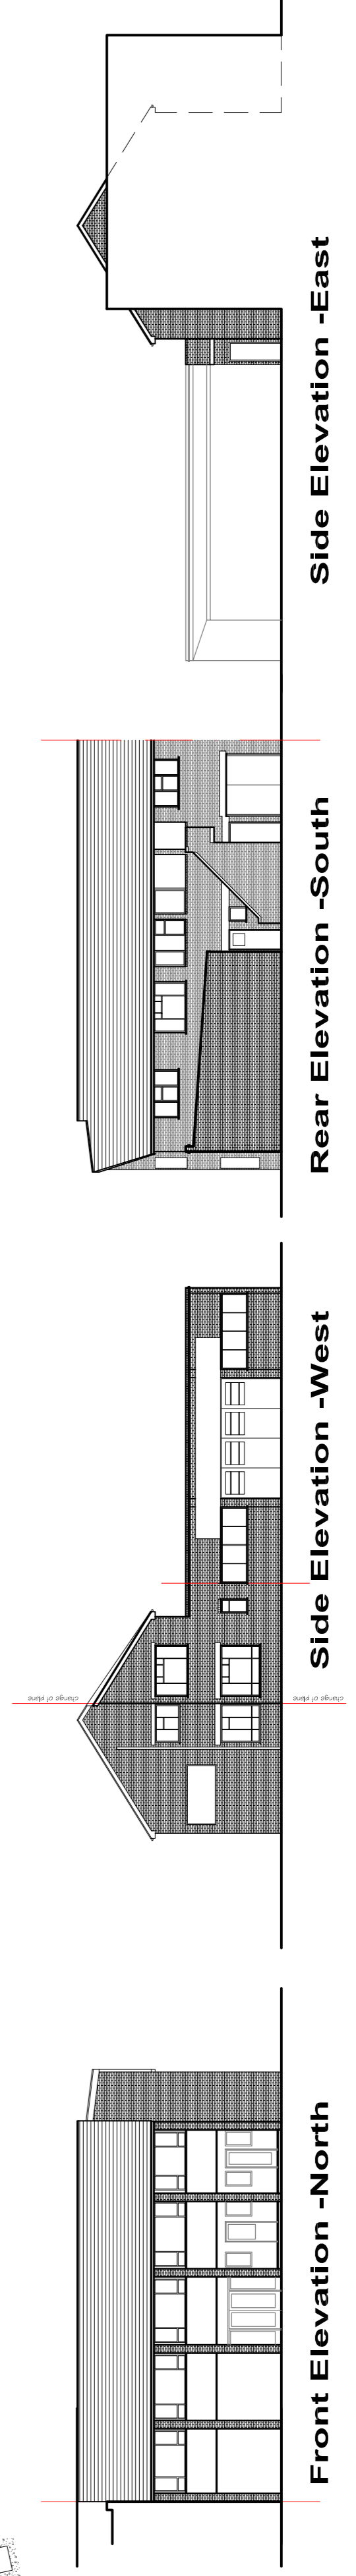 Front Elevation -North
Side Elevation -West
change of plane
change of plane
Rear Elevation -South
Side Elevation -East